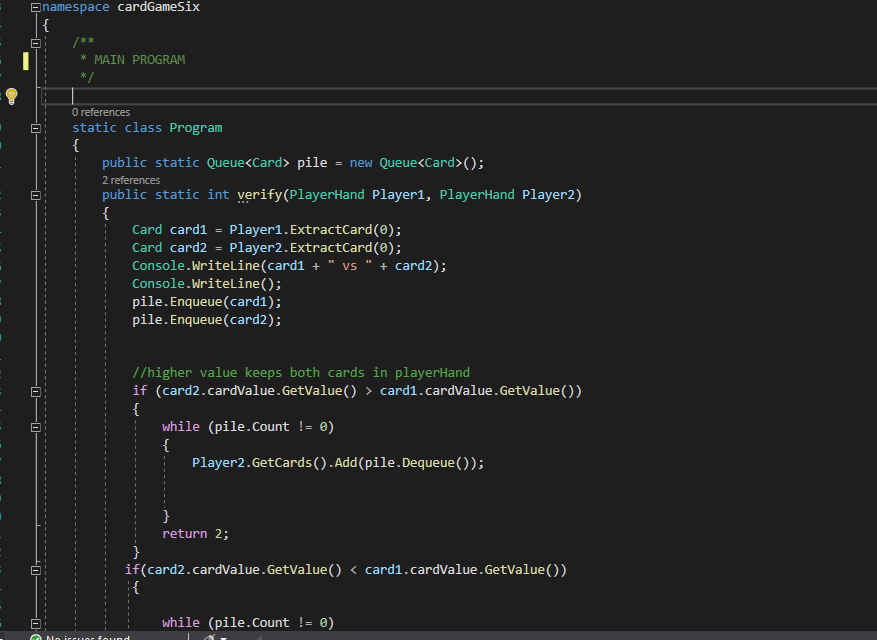 namespace cardGameSix
{
/**
* MAIN PROGRAM
*/
0 references
static class Program
{
public static Queue<Card> pile = new Queue<Card>();
2 references
public static int verify(PlayerHand Player1, PlayerHand Player2)
{
Card card1 = Player1.ExtractCard(0);
Card card2 = Player2.ExtractCard(0);
Console.WriteLine(card1 + " vs " + card2);
Console.WriteLine();
pile.Enqueue(card1);
pile.Enqueue(card2);
//higher value keeps both cards in playerHand
if (card2.cardValue.GetValue() > card1.cardValue.GetValue())
{
while (pile.Count != 0)
{
Player2.GetCards().Add(pile.Dequeue());
}
return 2;
}
if(card2.cardValue.GetValue() < card1.cardValue.GetValue())
{
while (pile.Count != 0)
No issues found